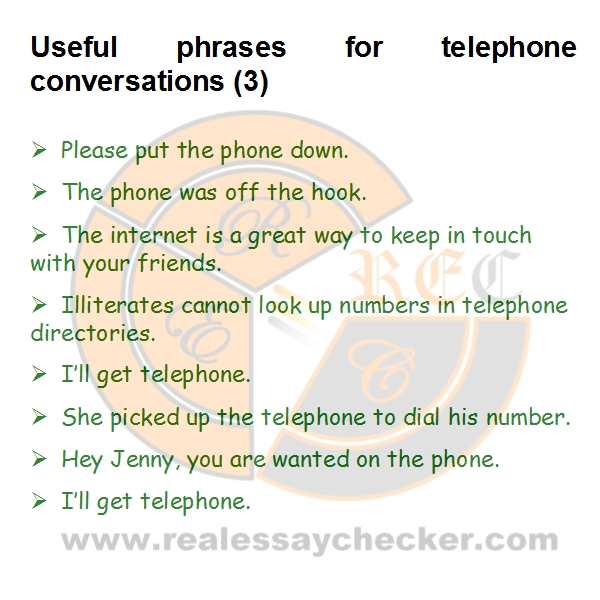 Useful phrases for telephone
conversations (3)
➢ Please put the phone down.
➢ The phone was off the hook.
➢ The internet is a great way to keep in touch
with your friends.
➢ Illiterates cannot look up numbers in telephone
directories.
➢ I'll get telephone.
➢ She picked up the telephone to dial his number.
➢ Hey Jenny, you are wanted on the phone.
➢ I'll get telephone.
R
REC
E
C
www.realessaychecker.com